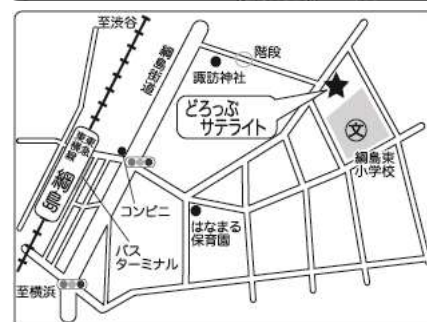 至渋谷
綱島街道
階段
諏訪神社
どろっぷ
サテライト
文
綱島東
小学校
東急
東横線
綱島
コンビニ
はなまる
保育園
バス
ターミナル
至横浜